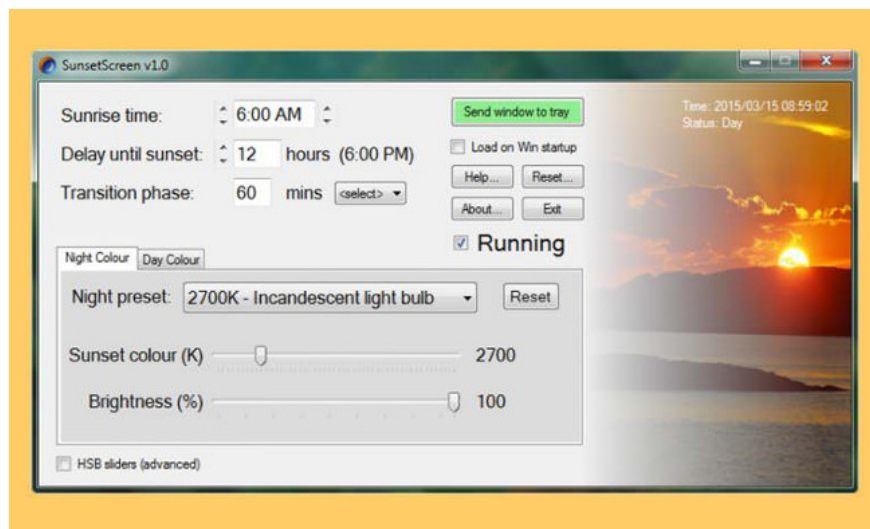 SunsetScreen v1.0
Sunrise time: 6:00 AM
Delay until sunset: 12 hours (6:00 PM)
Transition phase: 60 mins <select>
Send window to tray
Load on Win startup
Help... Reset...
About... Exit
Running
Time: 2015/03/15 08:59:02
Status: Day
Night Colour Day Colour
Night preset: 2700K - Incandescent light bulb Reset
Sunset colour (K) 2700
Brightness (%) 100
HSB sliders (advanced)